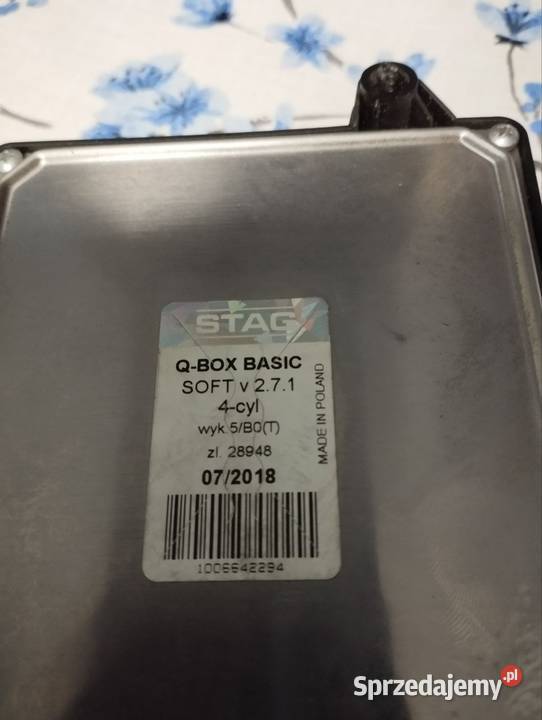 STAG
Q-BOX BASIC
SOFT v 2.7.1
4-cyl
wyk 5/B0(T)
zl. 28948
07/2018
MADE IN POLAND
1006642294
Sprzedajemy.pl